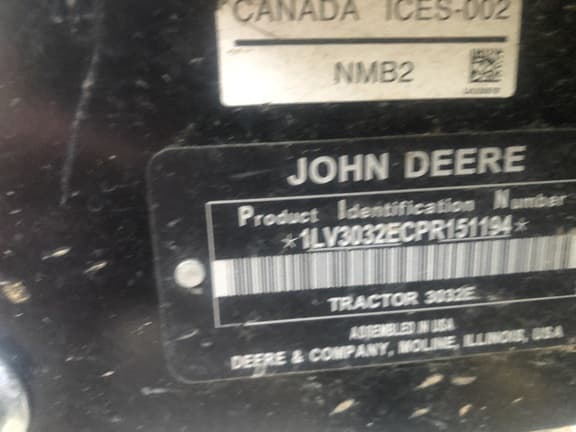 CANADA ICES-002
NMB2
JOHN DEERE
Product Identification Number
*1LV3032ECPR151194*
TRACTOR 3032E
ASSEMBLED IN USA
DEERE & COMPANY, MOLINE, ILLINOIS, USA